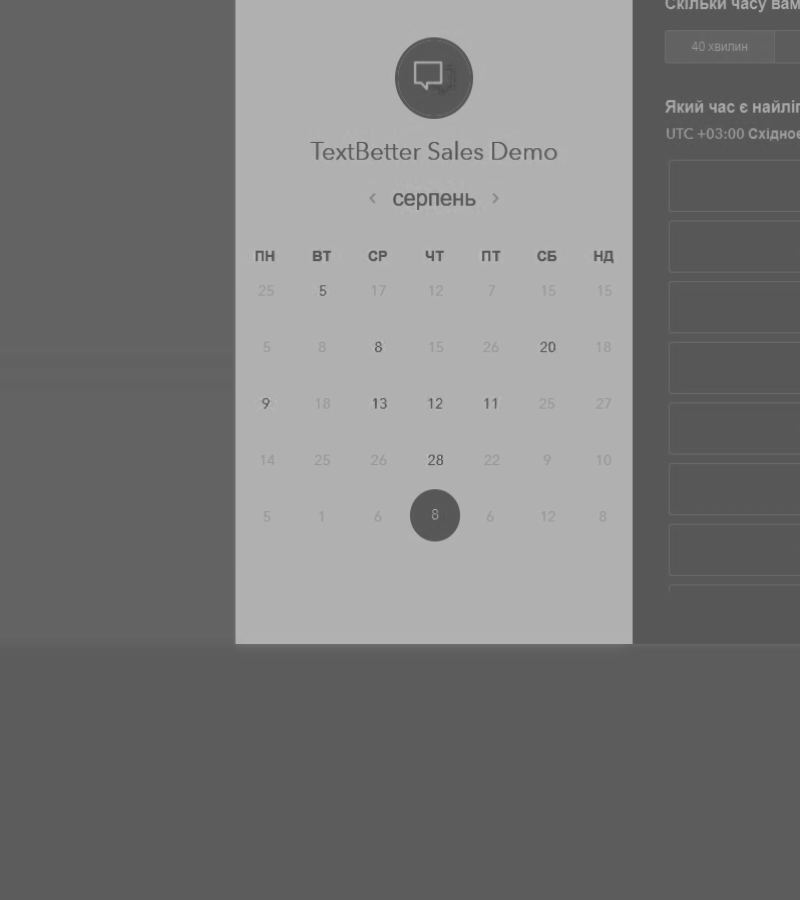 TextBetter Sales Demo
‹ серпень ›
ПН ВТ СР ЧТ ПТ СБ НД
25 5 17 12 7 15 15
5 8 8 15 26 20 18
9 18 13 12 11 25 27
14 25 26 28 22 9 10
5 1 6 8 6 12 8
Скільки часу вам
40 хвилин
Який час є
UTC +03:00